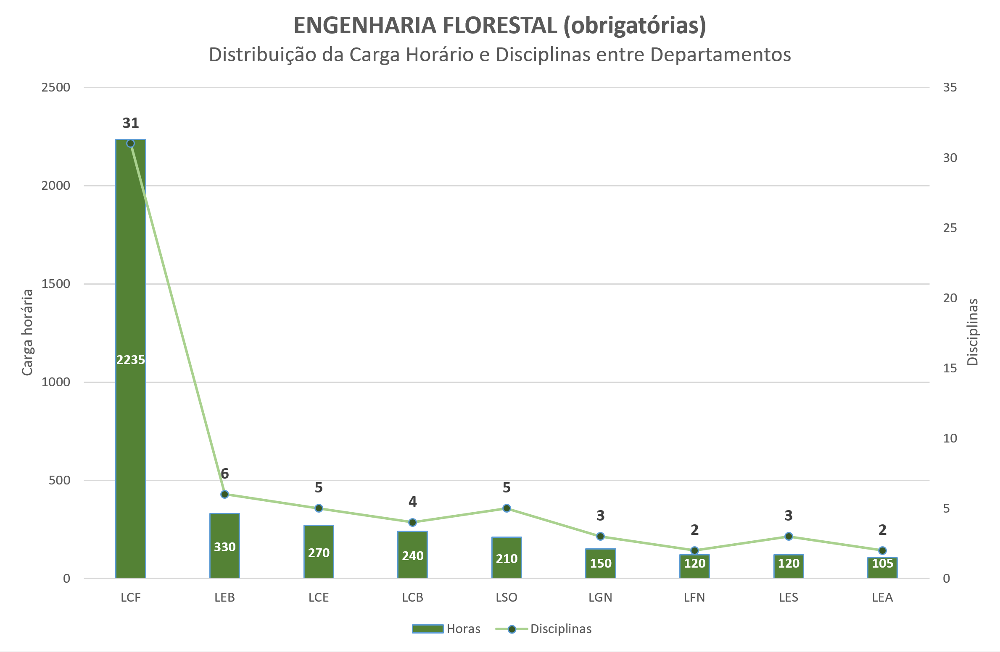 ENGENHARIA FLORESTAL (obrigatórias)
Distribuição da Carga Horário e Disciplinas entre Departamentos
2500
2000
1500
1000
500
0
Carga horária
35
30
25
20
15
10
5
0
Disciplinas
31
6
5
4
5
3
2
3
2
2235
330
270
240
210
150
120
120
105
LCF
LEB
LCE
LCB
LSO
LGN
LFN
LES
LEA
Horas
Disciplinas